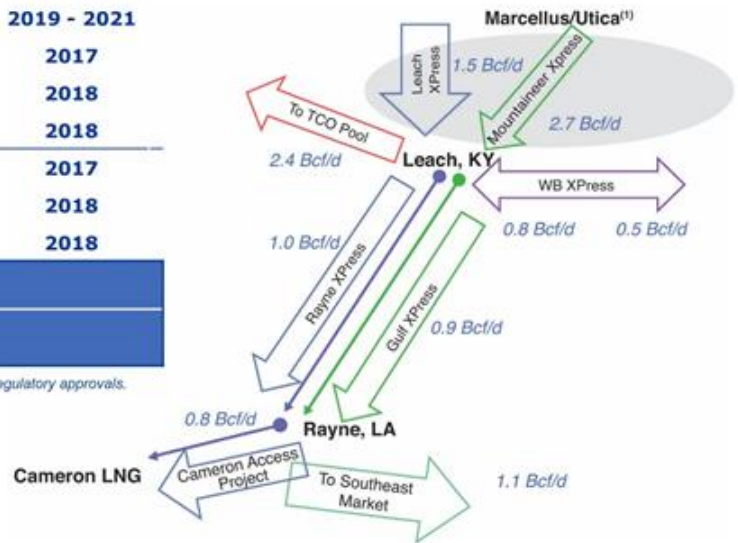 2019 - 2021
2017
2018
2018
2017
2018
2018
egulatory approvals.
Marcellus/Utica(1)
Leach
XPress
1.5 Bcf/d
Mountaineer Xpress
2.7 Bcf/d
To TCO Pool
2.4 Bcf/d
Leach, KY
WB XPress
0.8 Bcf/d
0.5 Bcf/d
1.0 Bcf/d
Rayne XPress
Gulf XPress
0.9 Bcf/d
0.8 Bcf/d
Rayne, LA
Cameron LNG
Cameron Access
Project
To Southeast
Market
1.1 Bcf/d